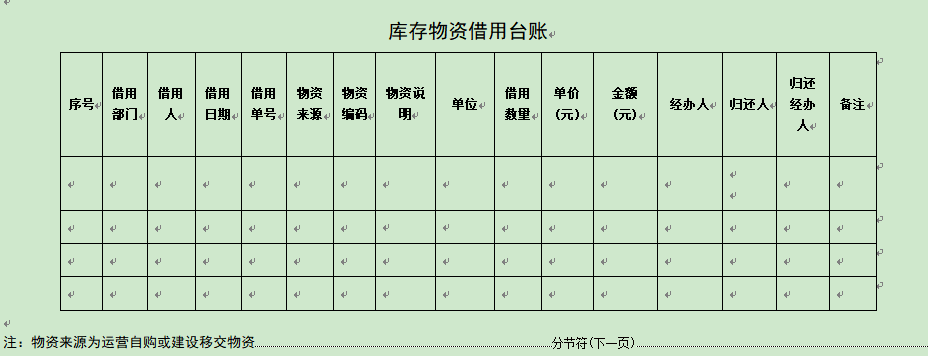 库存物资借用台账
序号 借用部门 借用人 借用日期 借用单号 物资来源 物资编码 物资说明 单位 借用数量 单价(元) 金额(元) 经办人 归还人 归还经办人 备注
注：物资来源为运营自购或建设移交物资 分节符(下一页)